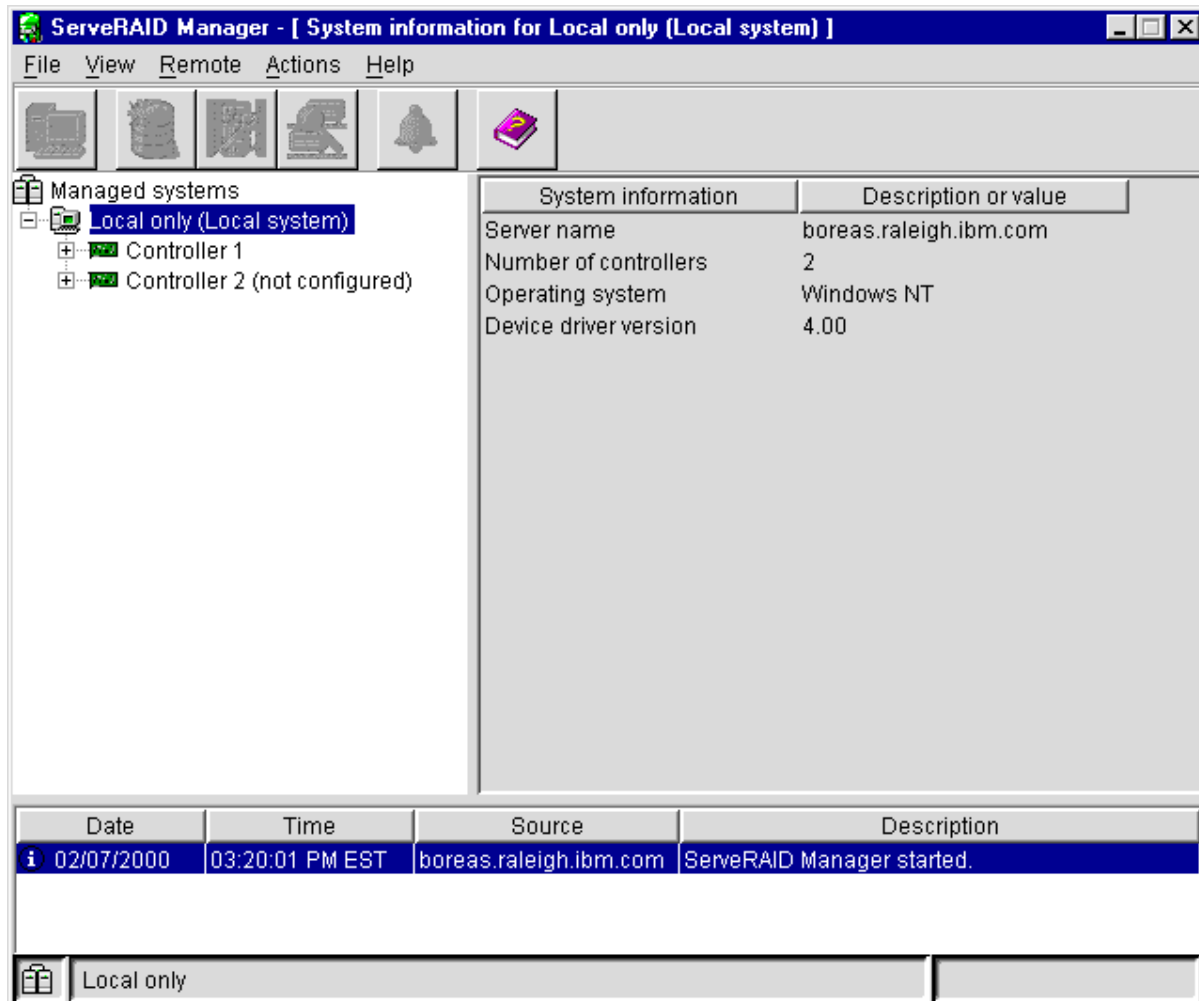 ServeRAID Manager - [ System information for Local only (Local system) ]
File View Remote Actions Help
Managed systems
Local only (Local system)
Controller 1
Controller 2 (not configured)
System information Description or value
Server name boreas.raleigh.ibm.com
Number of controllers 2
Operating system Windows NT
Device driver version 4.00
Date Time Source Description
02/07/2000 03:20:01 PM EST boreas.raleigh.ibm.com ServeRAID Manager started.
Local only